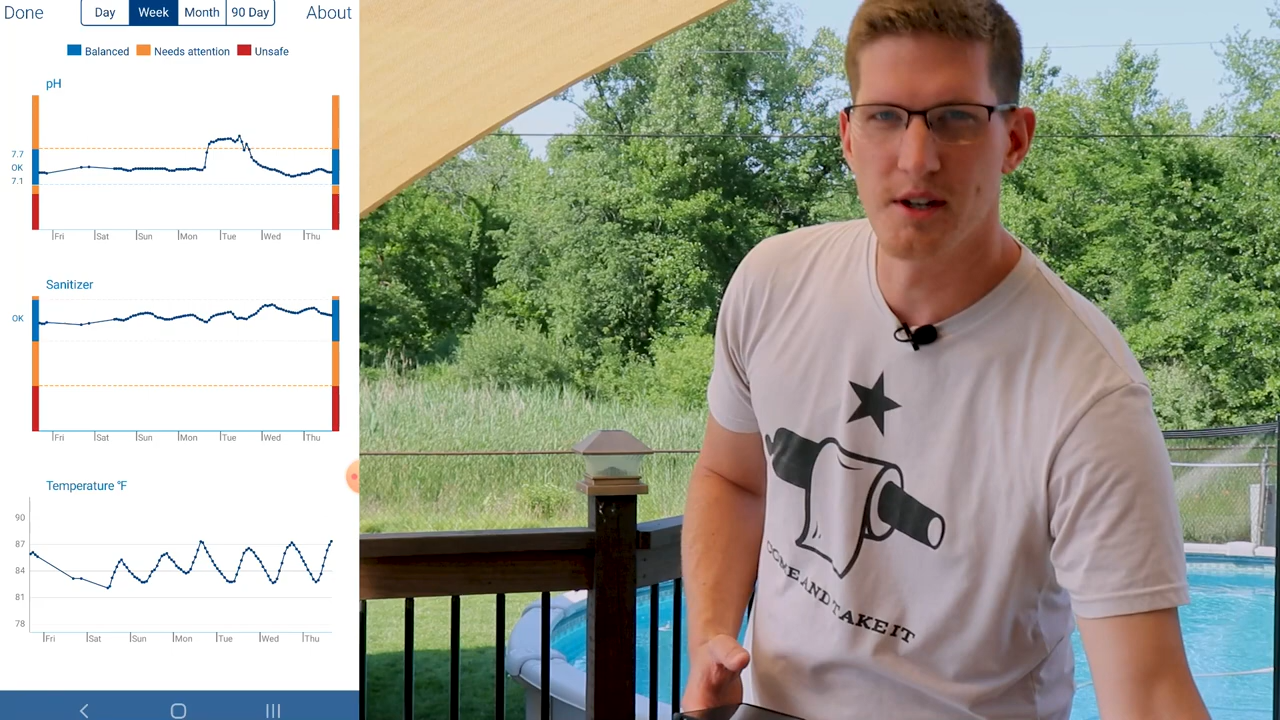 Done Day Week Month 90 Day About
Balanced Needs attention Unsafe
pH
7.7
OK
7.1
Fri Sat Sun Mon Tue Wed Thu
Sanitizer
OK
Fri Sat Sun Mon Tue Wed Thu
Temperature °F
90
87
84
81
78
Fri Sat Sun Mon Tue Wed Thu
COME AND TAKE IT